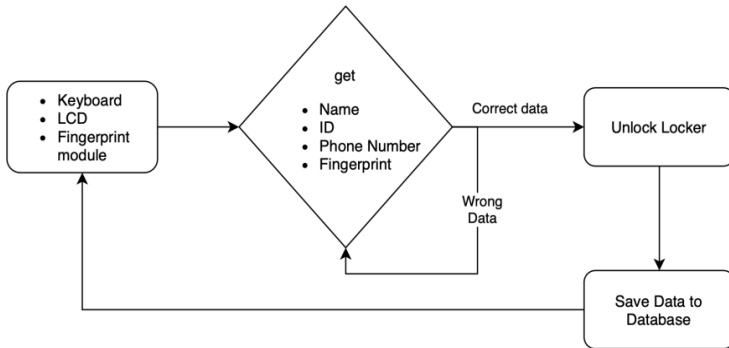 • Keyboard
• LCD
• Fingerprint
module
get
• Name
• ID
• Phone Number
• Fingerprint
Correct data
Wrong
Data
Unlock Locker
Save Data to
Database